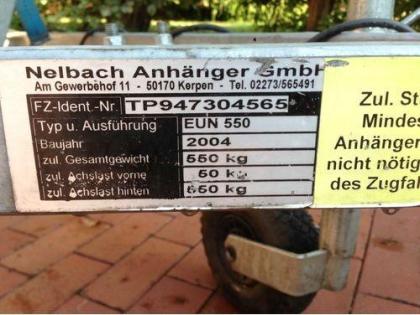 Nelbach Anhänger GmbH
Am Gewerbehof 11 - 50170 Kerpen - Tel. 02273/565491
FZ-Ident.-Nr. TP947304565
Typ u. Ausführung EUN 550
Baujahr 2004
zul. Gesamtgewicht 550 kg
zul. Achslast vorne 50 kg
zul. Achslast hinten kg
Zul. St
Mindes
Anhänger
nicht nötig
des Zugfa